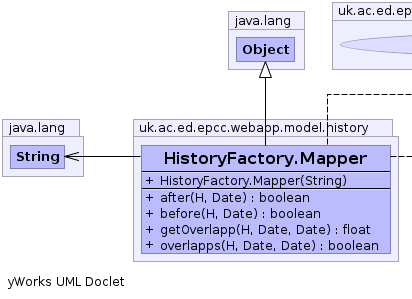 java.lang
Object
uk.ac.ed.ep
java.lang
String
uk.ac.ed.epcc.webapp.model.history
HistoryFactory.Mapper
+ HistoryFactory.Mapper(String)
+ after(H, Date) : boolean
+ before(H, Date) : boolean
+ getOverlapp(H, Date, Date) : float
+ overlapps(H, Date, Date) : boolean
yWorks UML Doclet